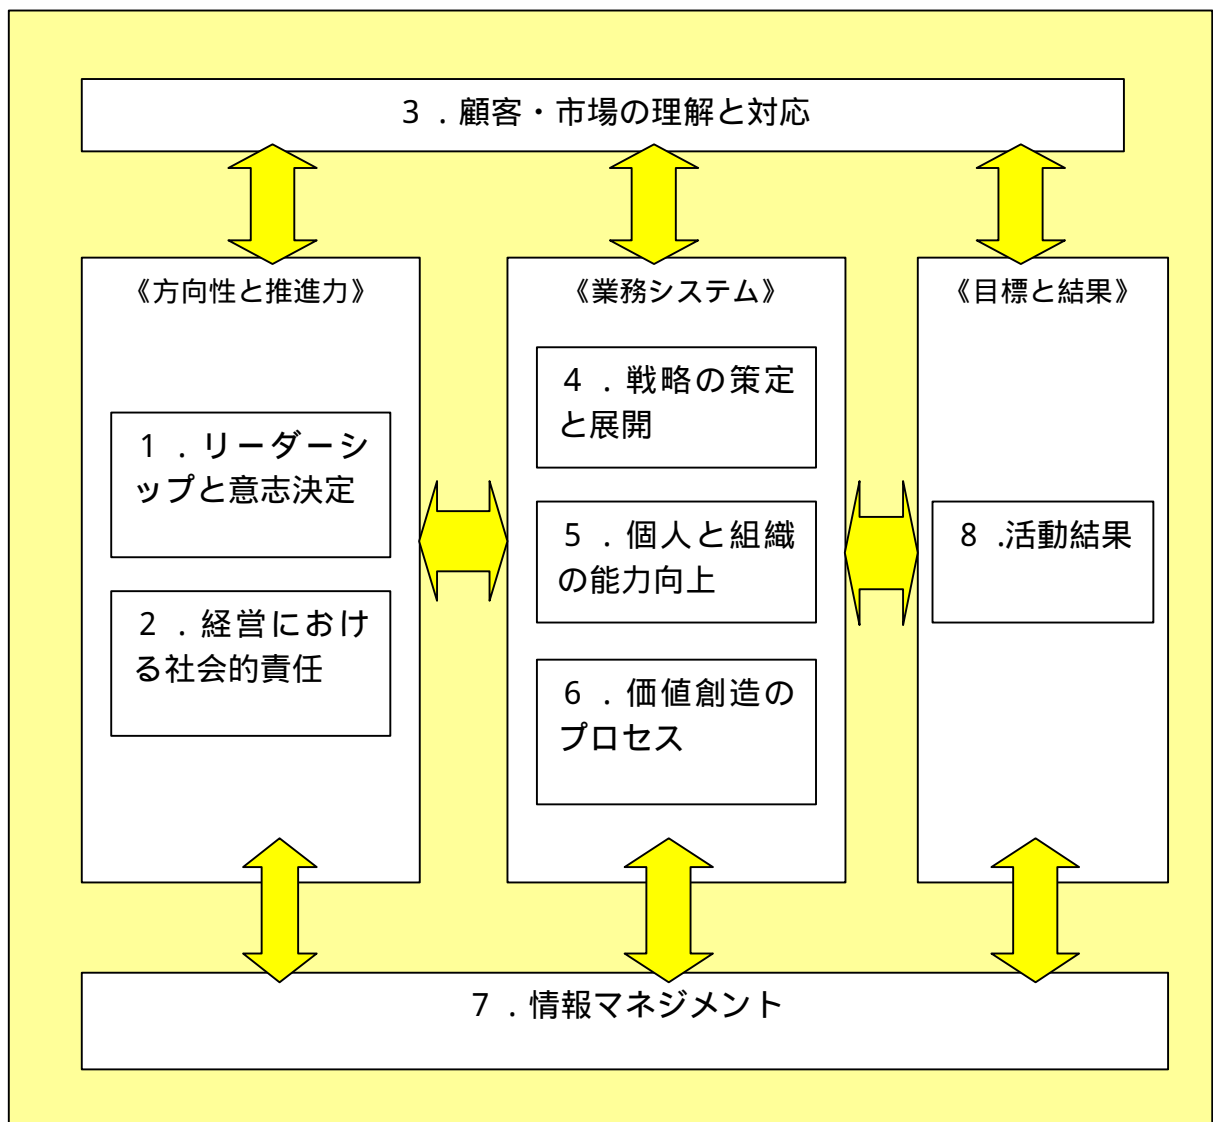 ３．顧客・市場の理解と対応
《方向性と推進力》
１．リーダーシ
ップと意志決定
２．経営におけ
る社会的責任
《業務システム》
４．戦略の策定
と展開
５．個人と組織
の能力向上
６．価値創造の
プロセス
《目標と結果》
８.活動結果
７．情報マネジメント